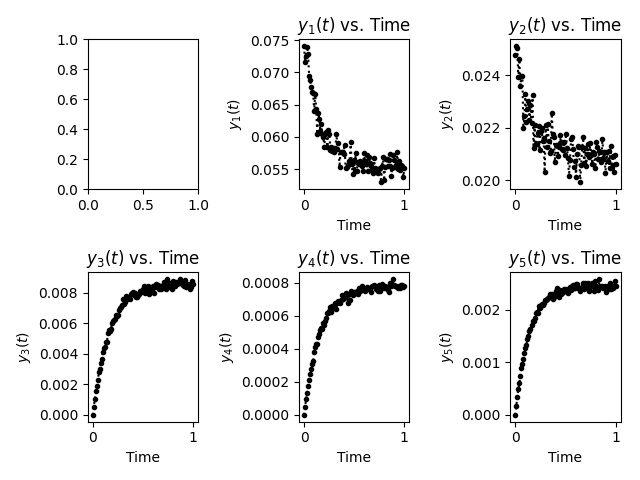 y₁(t) vs. Time
y₂(t) vs. Time
1.0
0.8
0.6
0.4
0.2
0.0
0.0 0.5 1.0
0.075
0.070
0.065
0.060
0.055
y₁(t)
0 1
Time
0.024
0.022
0.020
y₂(t)
0 1
Time
y₃(t) vs. Time
y₄(t) vs. Time
y₅(t) vs. Time
0.008
0.006
0.004
0.002
0.000
y₃(t)
0 1
Time
0.0008
0.0006
0.0004
0.0002
0.0000
y₄(t)
0 1
Time
0.002
0.001
0.000
y₅(t)
0 1
Time